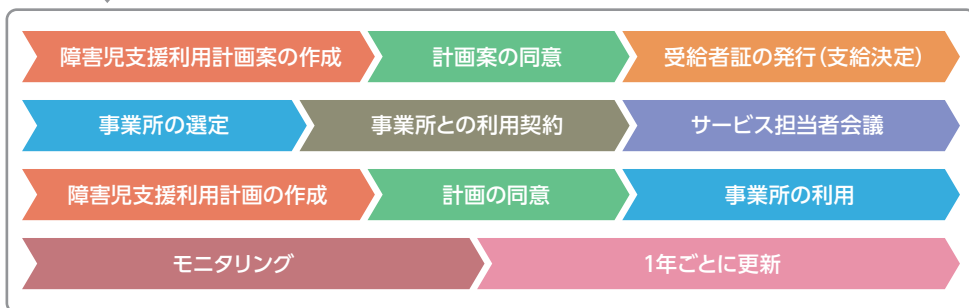 障害児支援利用計画案の作成 計画案の同意 受給者証の発行(支給決定)
事業所の選定 事業所との利用契約 サービス担当者会議
障害児支援利用計画の作成 計画の同意 事業所の利用
モニタリング 1年ごとに更新